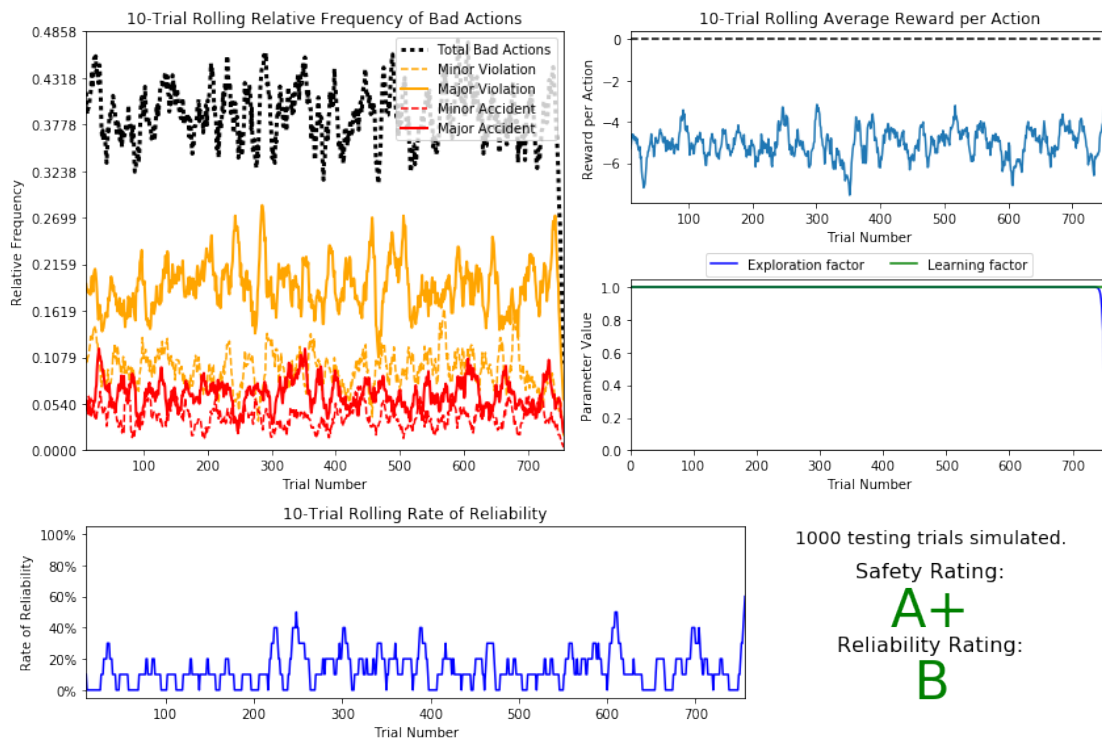 10-Trial Rolling Relative Frequency of Bad Actions
0.4858
0.4318
0.3778
0.3238
0.2699
0.2159
0.1619
0.1079
0.0540
0.0000
Relative Frequency
Total Bad Actions
Minor Violation
Major Violation
Minor Accident
Major Accident
100 200 300 400 500 600 700
Trial Number
10-Trial Rolling Average Reward per Action
0
−2
−4
−6
Reward per Action
100 200 300 400 500 600 700
Trial Number
Exploration factor Learning factor
1.0
0.8
0.6
0.4
0.2
0.0
Parameter Value
0 100 200 300 400 500 600 700
Trial Number
10-Trial Rolling Rate of Reliability
100%
80%
60%
40%
20%
0%
Rate of Reliability
100 200 300 400 500 600 700
Trial Number
1000 testing trials simulated.
Safety Rating:
A+
Reliability Rating:
B